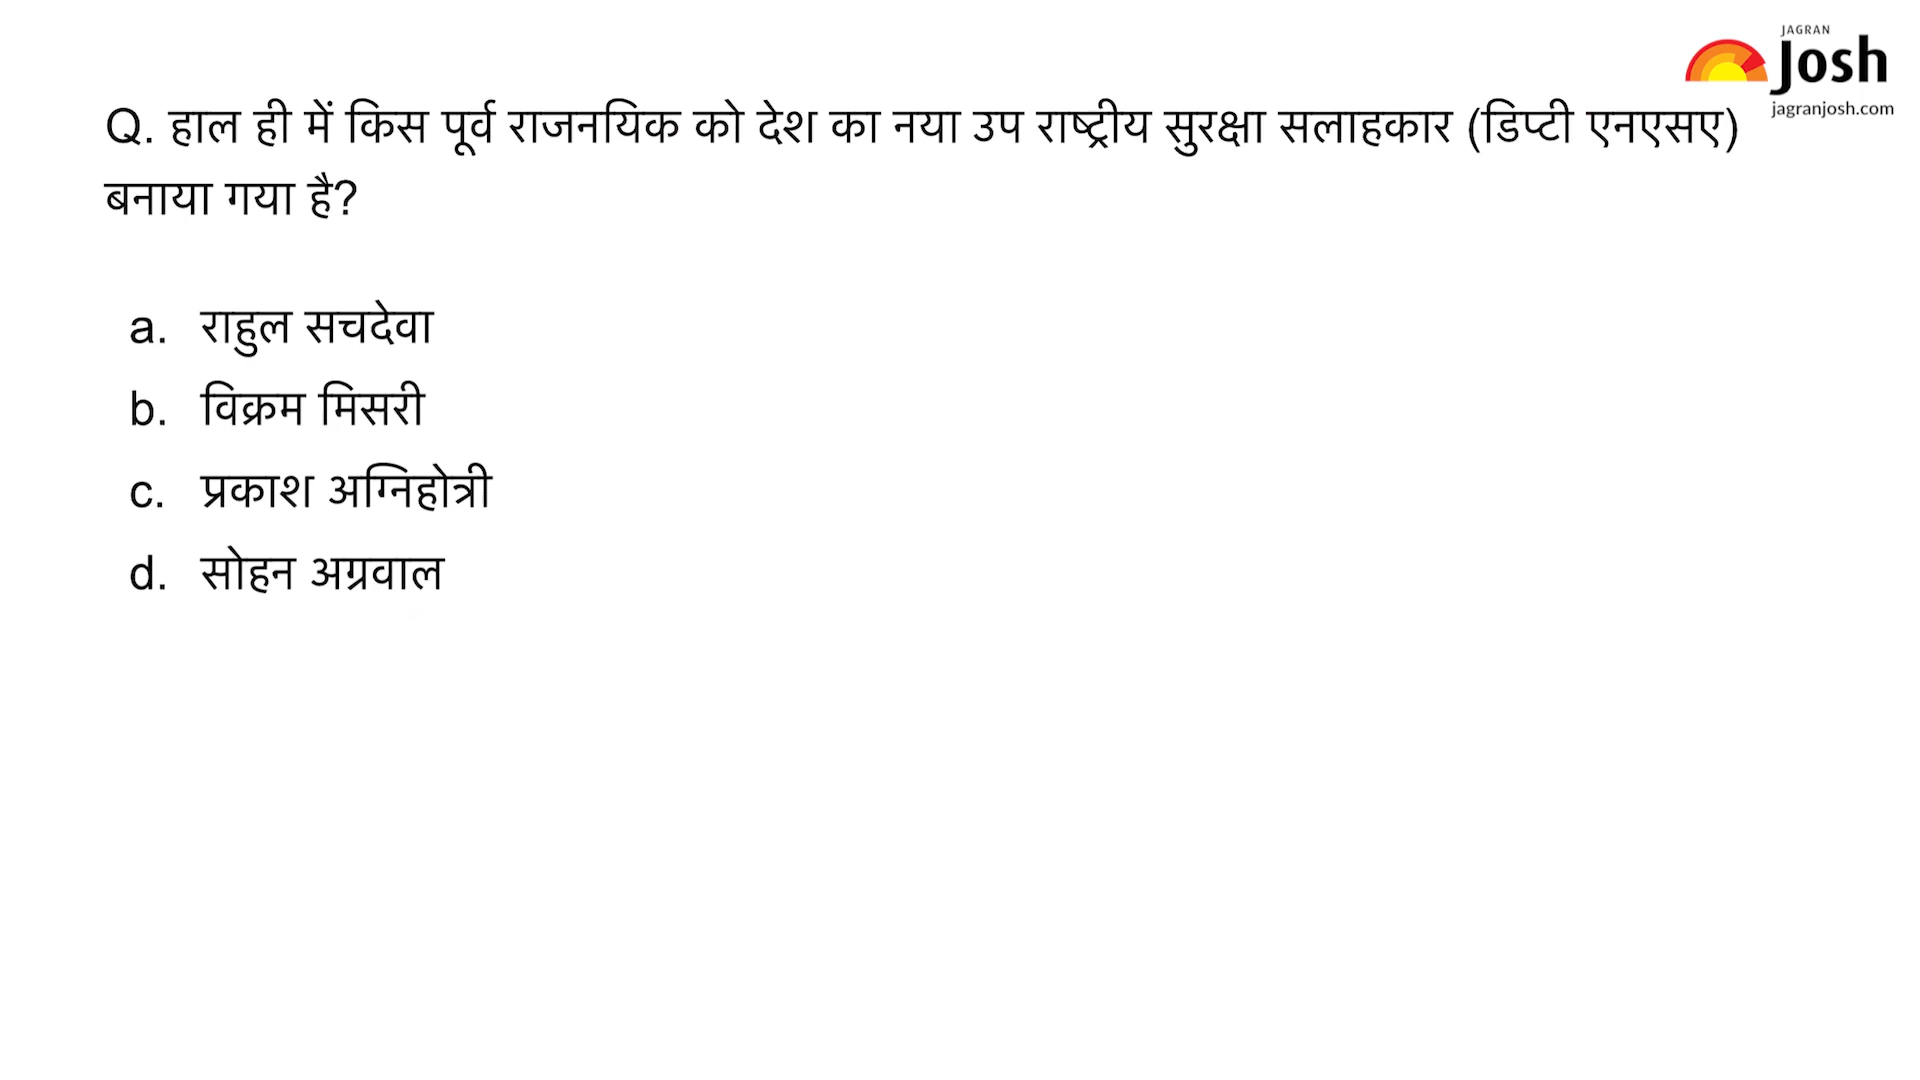 JAGRAN
Josh
jagranjosh.com
Q. हाल ही में किस पूर्व राजनयिक को देश का नया उप राष्ट्रीय सुरक्षा सलाहकार (डिप्टी एनएसए)
बनाया गया है?
a. राहुल सचदेवा
b. विक्रम मिसरी
c. प्रकाश अग्निहोत्री
d. सोहन अग्रवाल